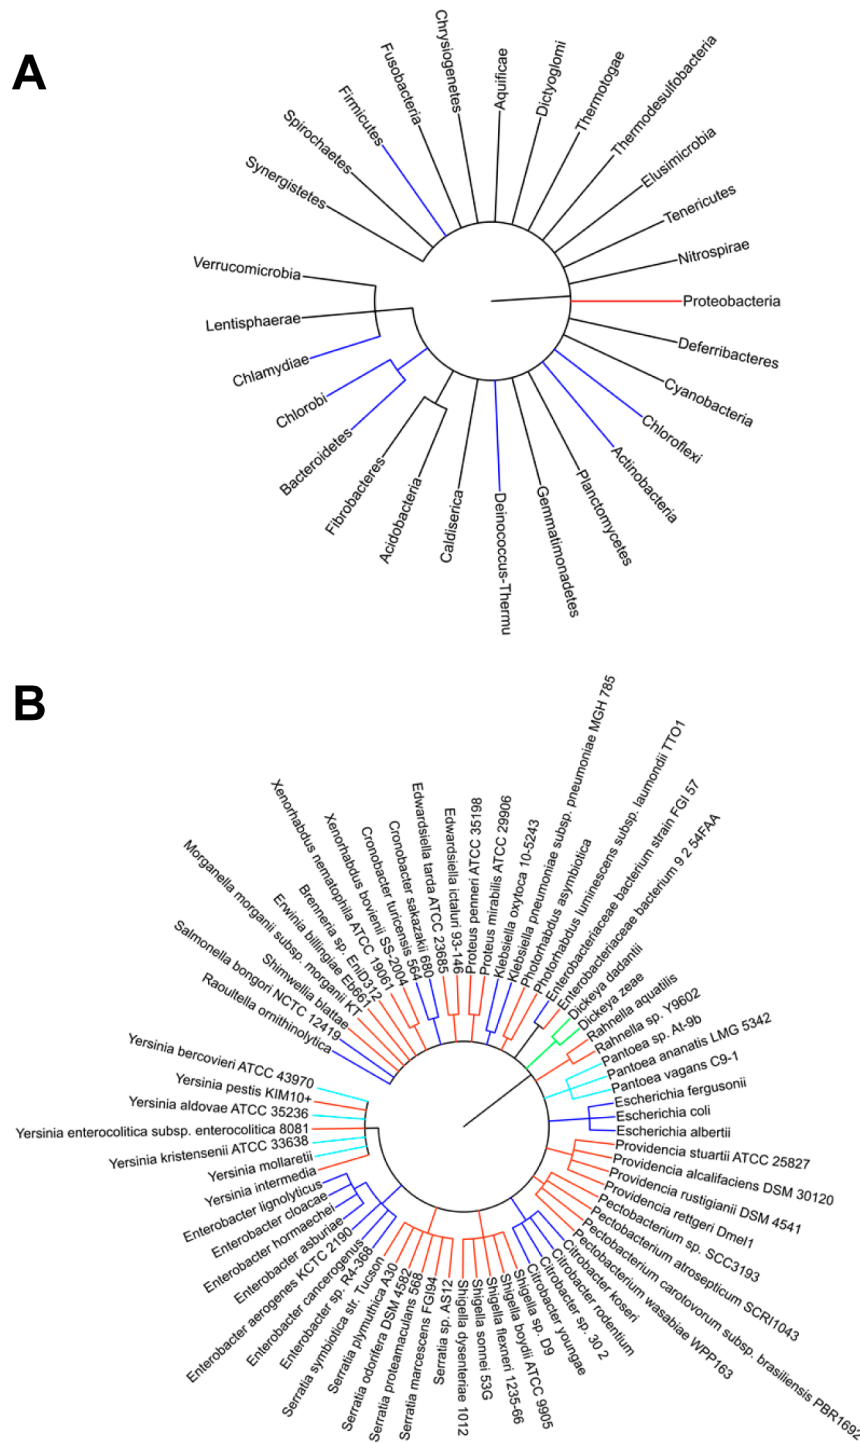 A
Chrysiogenetes
Aquificae
Dictyoglomi
Thermotogae
Thermodesulfobacteria
Elusimicrobia
Tenericutes
Nitrospirae
Proteobacteria
Deferribacteres
Cyanobacteria
Chloroflexi
Actinobacteria
Planctomycetes
Gemmatimonadetes
Deinococcus-Thermu
Caldiserica
Acidobacteria
Fibrobacteres
Bacteroidetes
Chlorobi
Chlamydiae
Lentisphaerae
Verrucomicrobia
Synergistetes
Spirochaetes
Firmicutes
Fusobacteria
B
Raoultella ornithinolytica
Salmonella bongori NCTC 12419
Shimwellia blattae
Morganella morganii subsp. morganii KT
Erwinia billingiae Eb661
Brenneria sp. EniD312
Xenorhabdus nematophila ATCC 19061
Xenorhabdus bovienii SS-2004
Cronobacter turicensis 564
Cronobacter sakazakii 680
Edwardsiella tarda ATCC 23685
Edwardsiella ictaluri 93-146
Proteus penneri ATCC 35198
Proteus mirabilis ATCC 29906
Klebsiella oxytoca 10-5243
Klebsiella pneumoniae subsp. pneumoniae MGH 785
Photorhabdus asymbiotica
Photorhabdus luminescens subsp. laumondii TTO1
Enterobacteriaceae bacterium strain FGI 57
Enterobacteriaceae bacterium 9 2 54FAA
Dickeya dadantii
Dickeya zeae
Rahnella aquatilis
Rahnella sp. Y9602
Pantoea sp. At-9b
Pantoea ananatis LMG 5342
Pantoea vagans C9-1
Escherichia fergusonii
Escherichia coli
Escherichia albertii
Providencia stuartii ATCC 25827
Providencia alcalifaciens DSM 30120
Providencia rustigianii DSM 4541
Providencia rettgeri Dmel1
Pectobacterium sp. SCC3193
Pectobacterium atrosepticum SCRI1043
Pectobacterium carotovorum subsp. brasiliensis PBR1692
Pectobacterium wasabiae WPP163
Citrobacter koseri
Citrobacter rodentium
Citrobacter sp. 30 2
Citrobacter youngae
Shigella sp. D9
Shigella boydii ATCC 9905
Shigella flexneri 1235-66
Shigella sonnei 53G
Shigella dysenteriae 1012
Serratia sp. AS12
Serratia marcescens FGI94
Serratia proteamaculans 568
Serratia odorifera DSM 4582
Serratia plymuthica A30
Serratia symbiotica str. Tucson
Enterobacter sp. R4-368
Enterobacter cancerogenus
Enterobacter aerogenes KCTC 2190
Enterobacter asburiae
Enterobacter hormaechei
Enterobacter cloacae
Enterobacter lignolyticus
Yersinia intermedia
Yersinia mollaretii
Yersinia kristensenii ATCC 33638
Yersinia enterocolitica subsp. enterocolitica 8081
Yersinia aldovae ATCC 35236
Yersinia pestis KIM10+
Yersinia bercovieri ATCC 43970